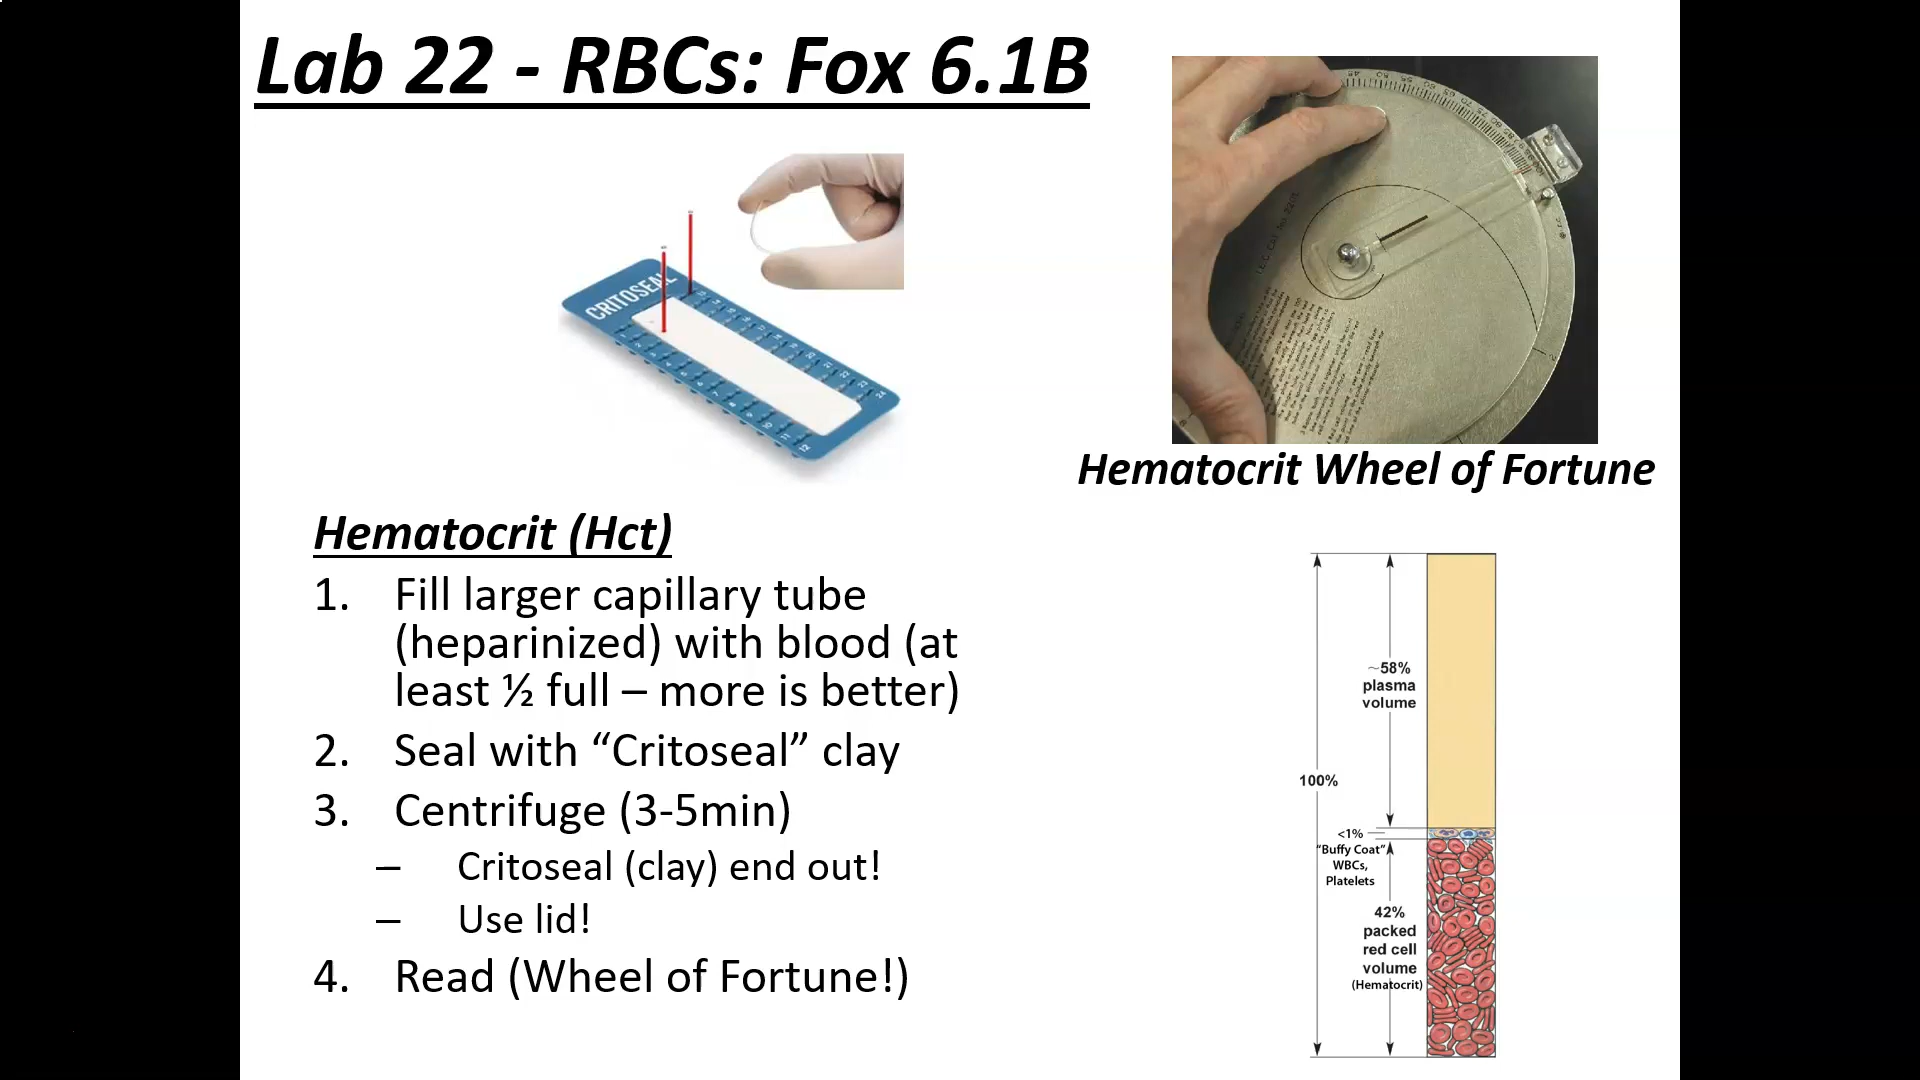 Lab 22 - RBCs: Fox 6.1B
CRITOSEAL
Hematocrit Wheel of Fortune
Hematocrit (Hct)
1. Fill larger capillary tube
(heparinized) with blood (at
least ½ full – more is better)
2. Seal with “Critoseal” clay
3. Centrifuge (3-5min)
– Critoseal (clay) end out!
– Use lid!
4. Read (Wheel of Fortune!)
~58%
plasma
volume
100%
<1%
“Buffy Coat”
WBCs,
Platelets
42%
packed
red cell
volume
(Hematocrit)